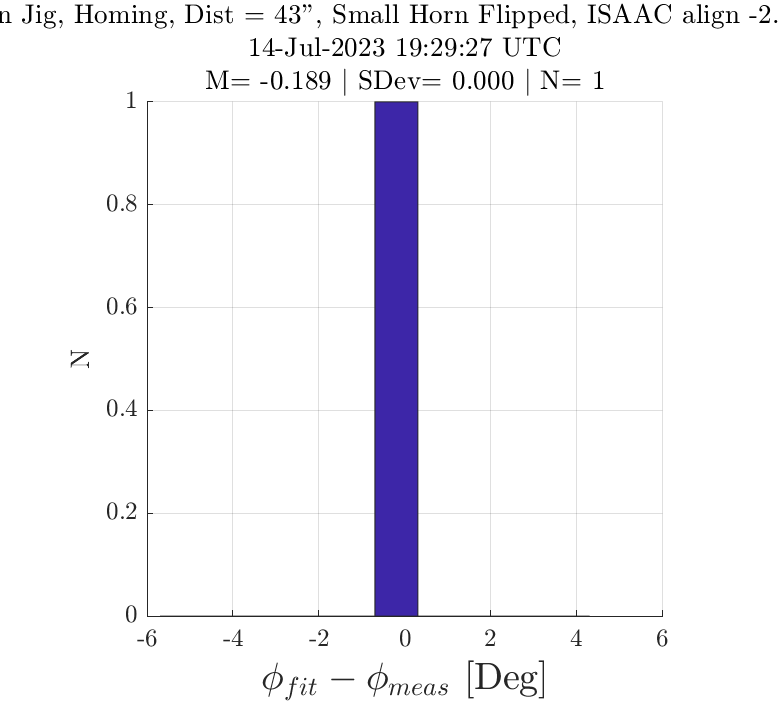 n Jig, Homing, Dist = 43", Small Horn Flipped, ISAAC align -2.
14-Jul-2023 19:29:27 UTC
M= -0.189 | SDev= 0.000 | N= 1
1
0.8
0.6
0.4
0.2
0
N
-6 -4 -2 0 2 4 6
ϕ_fit − ϕ_meas [Deg]